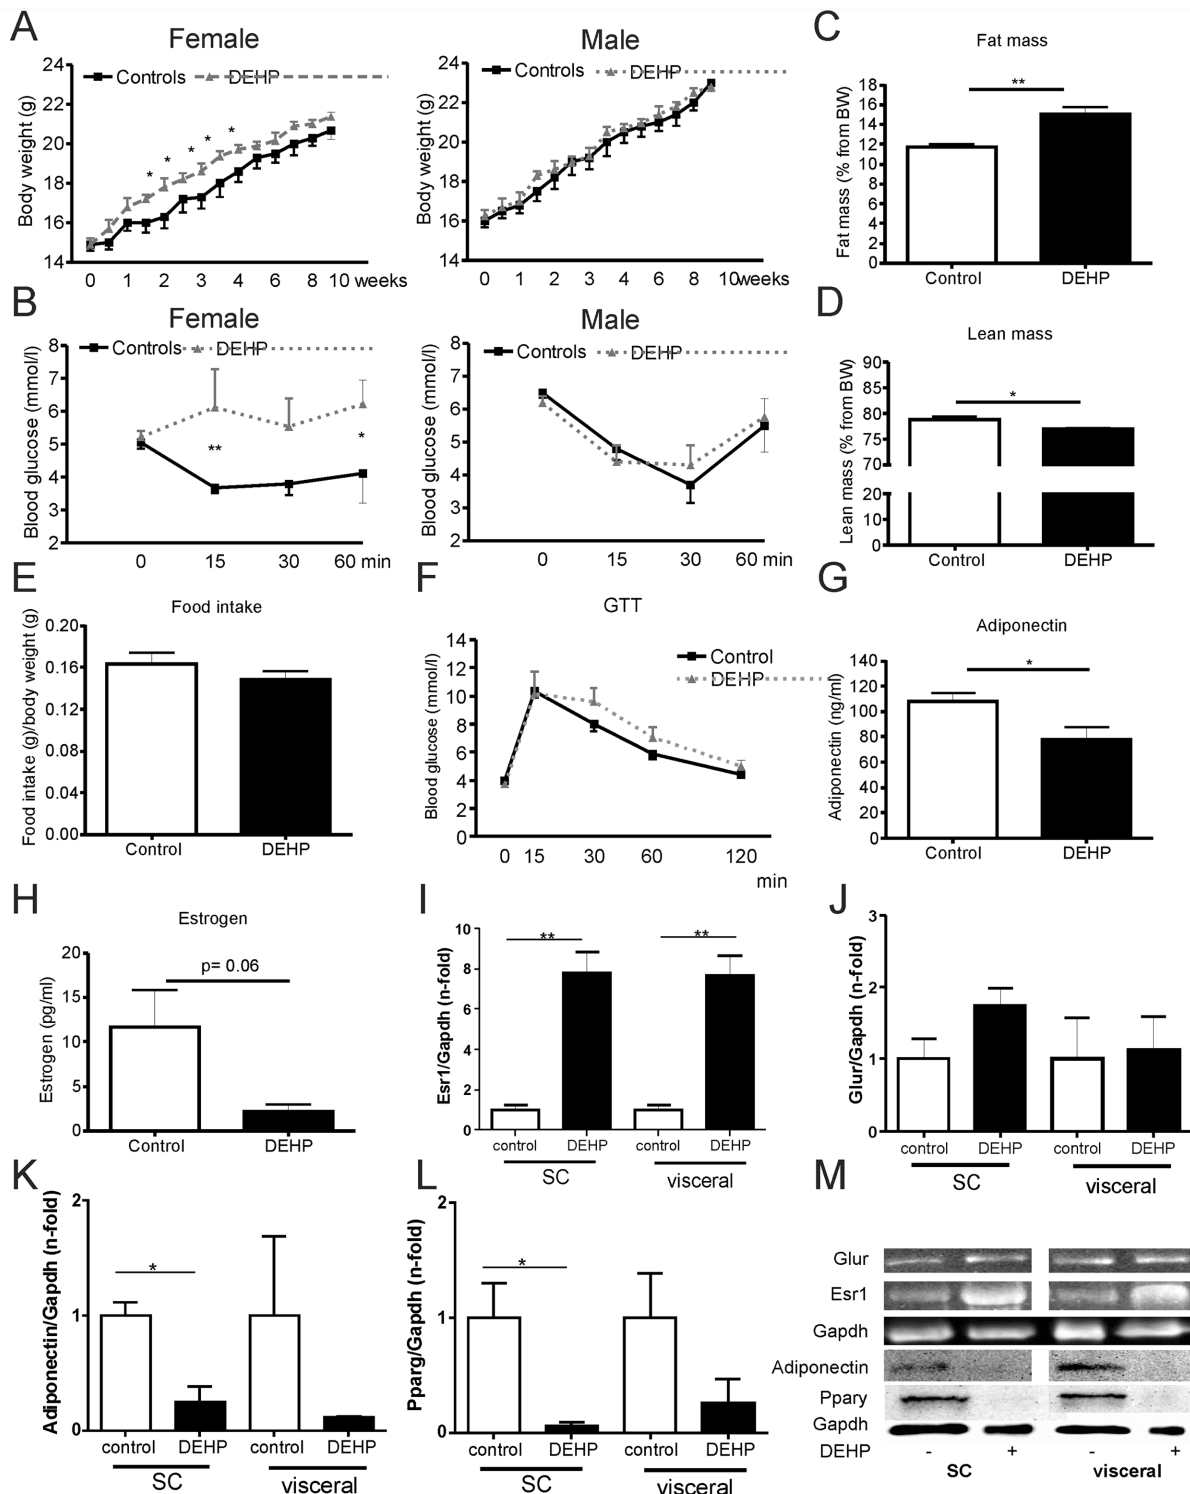 A
Female
Male
Body weight (g)
24
22
20
18
16
14
Controls
DEHP
*
*
*
*
*
0 1 2 3 4 6 8 10 weeks
Body weight (g)
24
22
20
18
16
14
Controls
DEHP
0 1 2 3 4 6 8 10 weeks
C
Fat mass
**
Fat mass (% from BW)
18
16
14
12
10
8
6
4
2
0
Control DEHP
B
Female
Male
Blood glucose (mmol/l)
8
7
6
5
4
3
2
Controls
DEHP
**
*
0 15 30 60 min
Blood glucose (mmol/l)
8
7
6
5
4
3
2
Controls
DEHP
0 15 30 60 min
D
Lean mass
*
Lean mass (% from BW)
90
85
80
75
70
20
10
0
Control DEHP
E
Food intake
Food intake (g)/body weight (g)
0.20
0.16
0.12
0.08
0.04
0.00
Control DEHP
F
GTT
Blood glucose (mmol/l)
14
12
10
8
6
4
2
0
Control
DEHP
0 15 30 60 120
min
G
Adiponectin
*
Adiponectin (ng/ml)
140
120
100
80
60
40
20
0
Control DEHP
H
Estrogen
p= 0.06
Estrogen (pg/ml)
20
15
10
5
0
Control DEHP
I
Esr1/Gapdh (n-fold)
10
8
6
4
2
0
** **
control DEHP control DEHP
SC visceral
J
Glur/Gapdh (n-fold)
3
2
1
0
control DEHP control DEHP
SC visceral
K
Adiponectin/Gapdh (n-fold)
2
1
0
*
control DEHP control DEHP
SC visceral
L
Pparg/Gapdh (n-fold)
2
1
0
*
control DEHP control DEHP
SC visceral
M
Glur
Esr1
Gapdh
Adiponectin
Ppary
Gapdh
DEHP - + - +
SC visceral